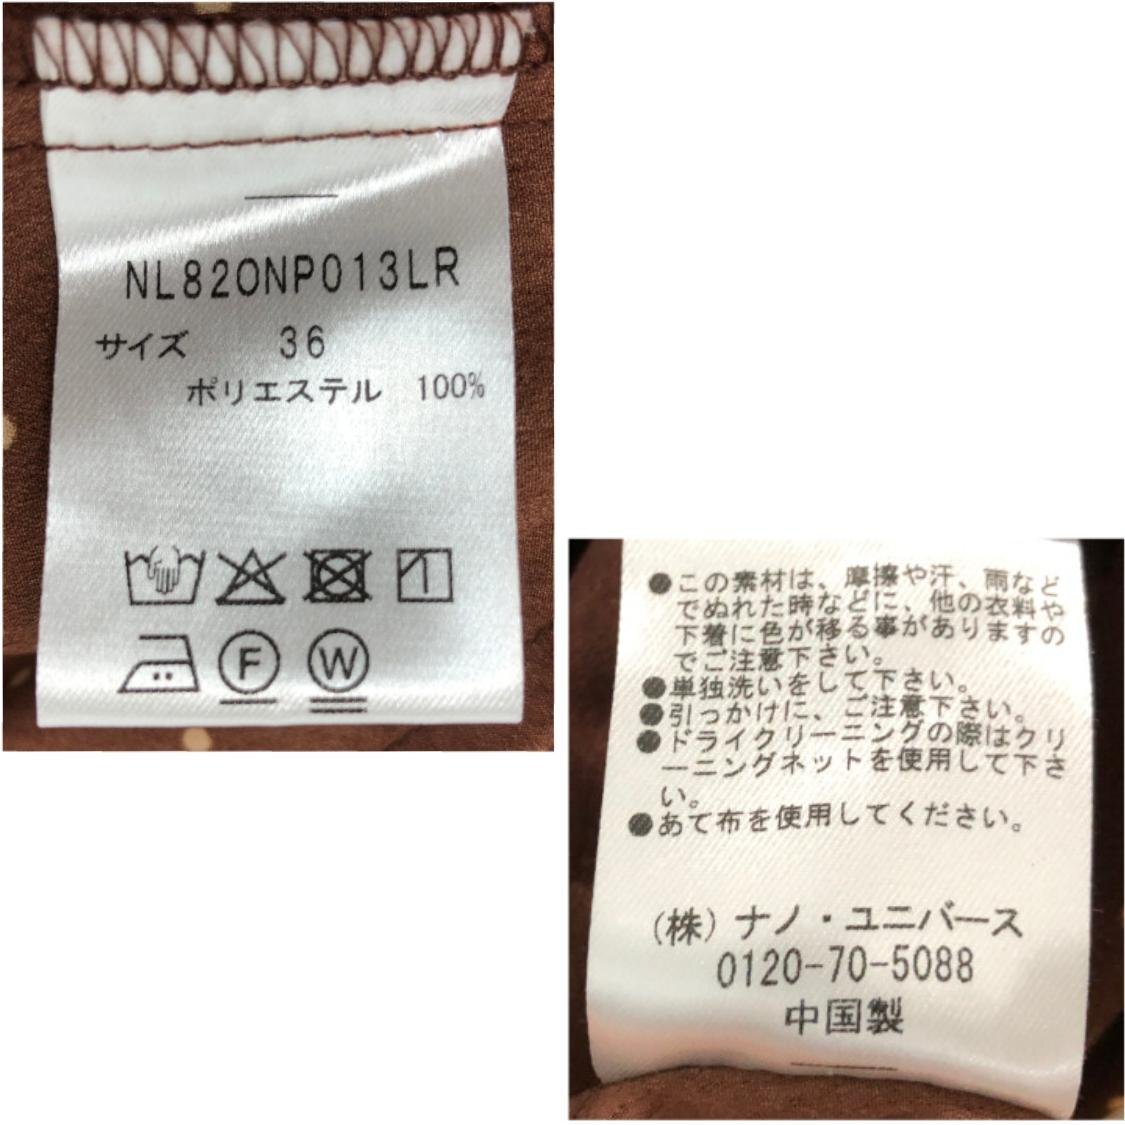 NL82ONP013LR
サイズ 36
ポリエステル 100%
F W
●この素材は、摩擦や汗、雨など
でぬれた時などに、他の衣料や
下着に色が移る事がありますの
でご注意下さい。
●単独洗いをして下さい。
●引っかけに、ご注意下さい。
●ドライクリーニングの際はクリ
ーニングネットを使用して下さ
い。
●あて布を使用してください。
(株)ナノ・ユニバース
0120-70-5088
中国製